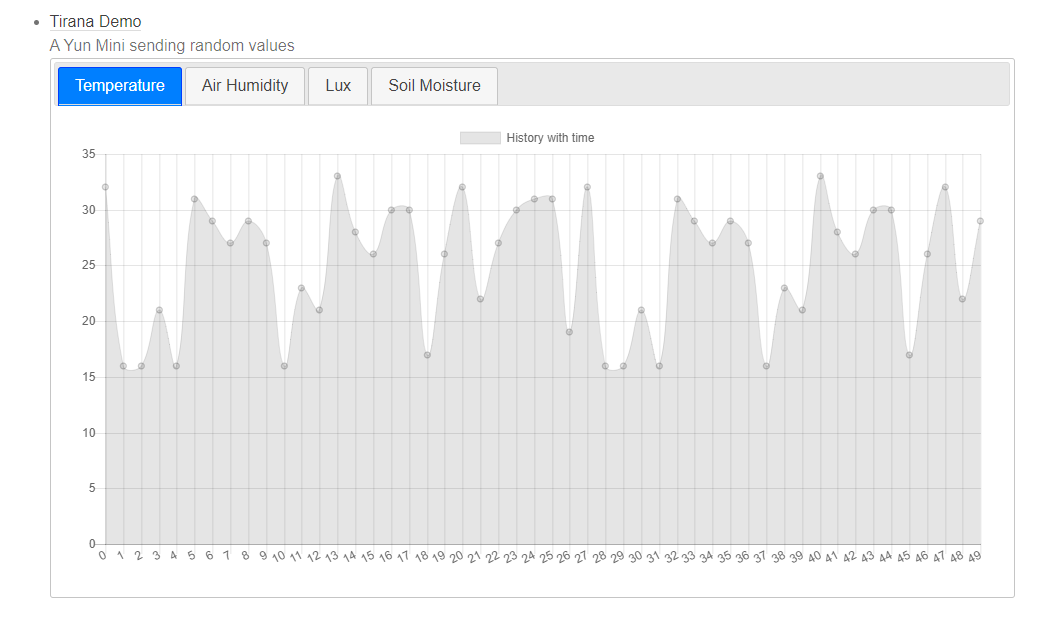 Tirana Demo
A Yun Mini sending random values
Temperature Air Humidity Lux Soil Moisture
History with time
35
30
25
20
15
10
5
0
0 1 2 3 4 5 6 7 8 9 10 11 12 13 14 15 16 17 18 19 20 21 22 23 24 25 26 27 28 29 30 31 32 33 34 35 36 37 38 39 40 41 42 43 44 45 46 47 48 49